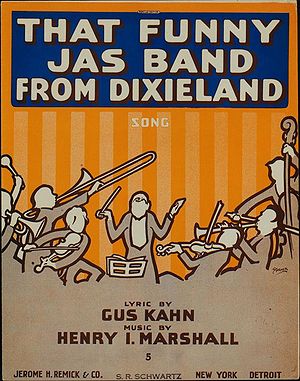 THAT FUNNY
JAS BAND
FROM DIXIELAND
SONG
LYRIC BY
GUS KAHN
MUSIC BY
HENRY I. MARSHALL
5
JEROME H. REMICK & CO. S. R. SCHWARTZ NEW YORK DETROIT